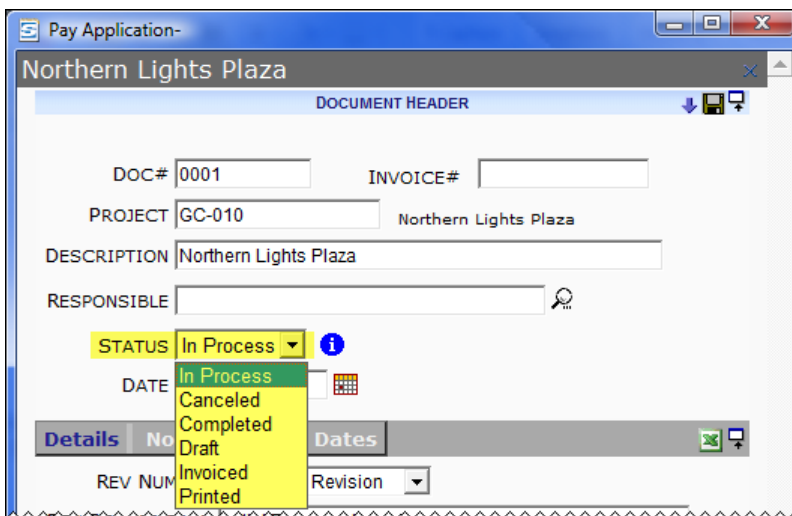 Pay Application-
Northern Lights Plaza
DOCUMENT HEADER
DOC# 0001 INVOICE#
PROJECT GC-010 Northern Lights Plaza
DESCRIPTION Northern Lights Plaza
RESPONSIBLE
STATUS In Process
DATE In Process
Canceled
Completed
Details No Dates
Draft
Invoiced
REV NUM Revision
Printed